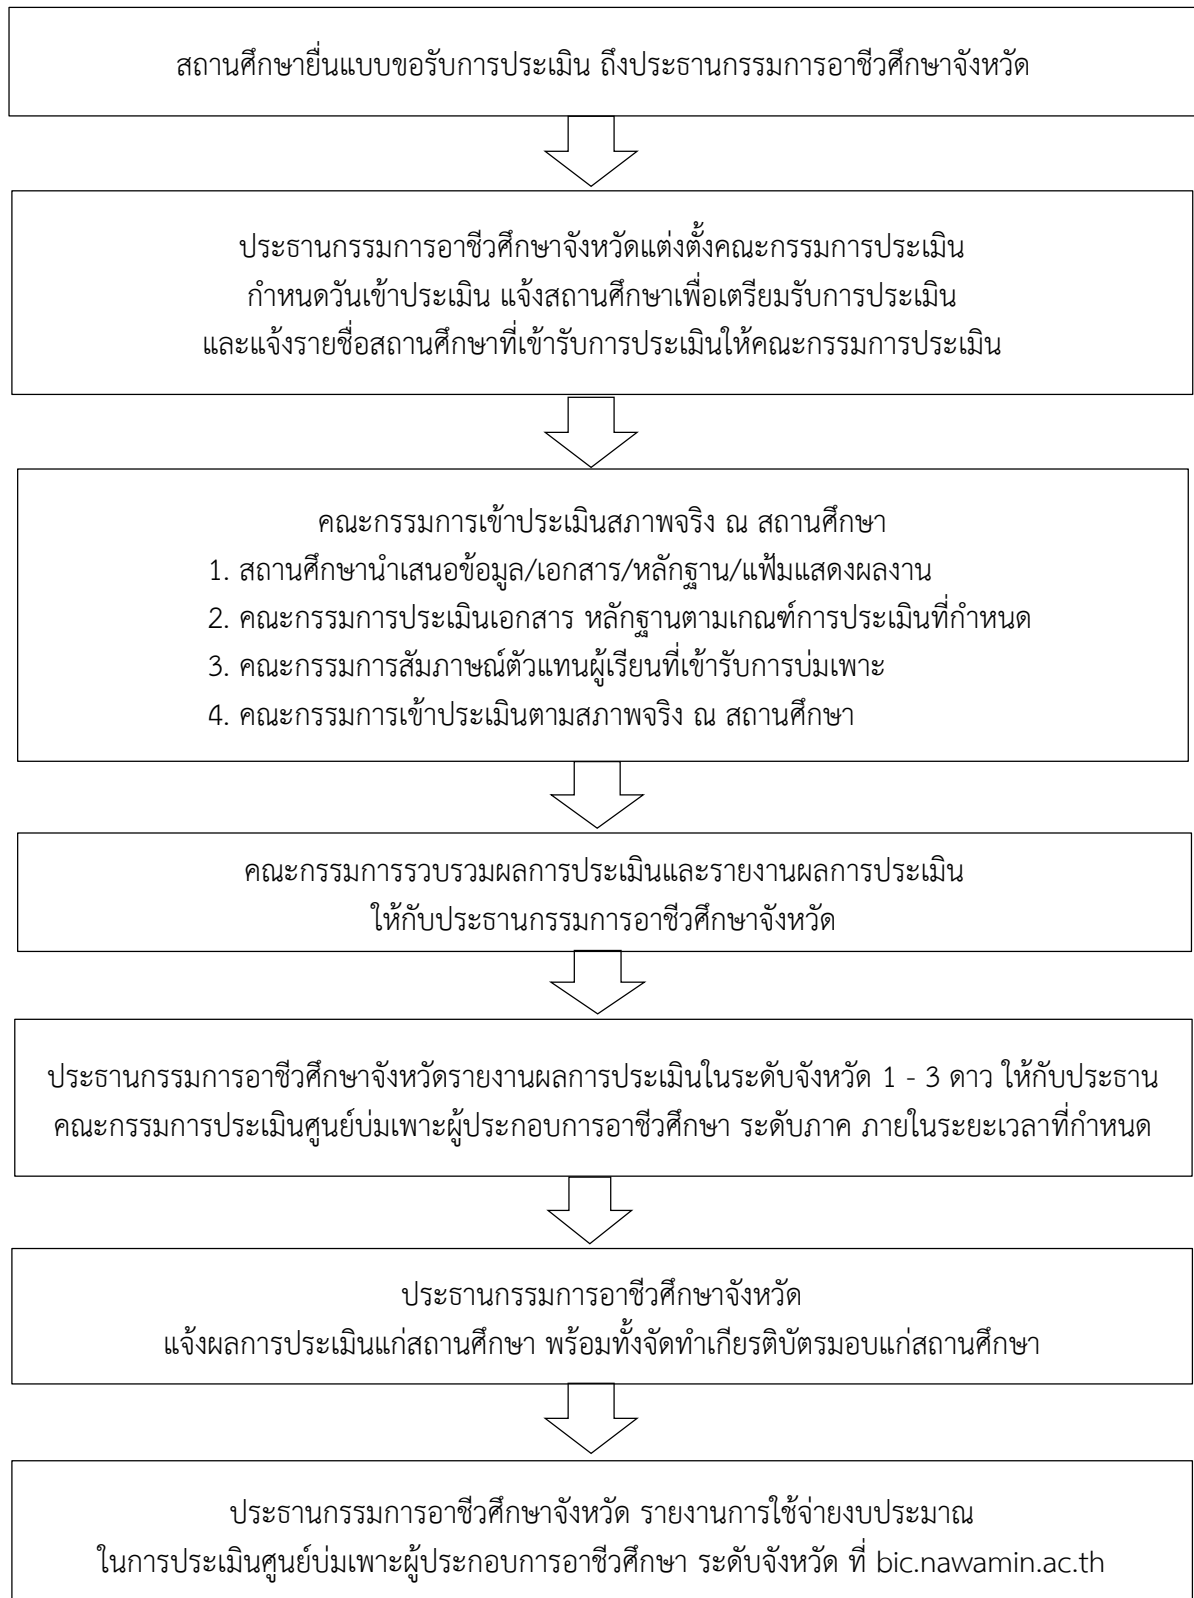 สถานศึกษายื่นแบบขอรับการประเมิน ถึงประธานกรรมการอาชีวศึกษาจังหวัด
ประธานกรรมการอาชีวศึกษาจังหวัดแต่งตั้งคณะกรรมการประเมิน
กำหนดวันเข้าประเมิน แจ้งสถานศึกษาเพื่อเตรียมรับการประเมิน
และแจ้งรายชื่อสถานศึกษาที่เข้ารับการประเมินให้คณะกรรมการประเมิน
คณะกรรมการเข้าประเมินสภาพจริง ณ สถานศึกษา
1. สถานศึกษานำเสนอข้อมูล/เอกสาร/หลักฐาน/แฟ้มแสดงผลงาน
2. คณะกรรมการประเมินเอกสาร หลักฐานตามเกณฑ์การประเมินที่กำหนด
3. คณะกรรมการสัมภาษณ์ตัวแทนผู้เรียนที่เข้ารับการบ่มเพาะ
4. คณะกรรมการเข้าประเมินตามสภาพจริง ณ สถานศึกษา
คณะกรรมการรวบรวมผลการประเมินและรายงานผลการประเมิน
ให้กับประธานกรรมการอาชีวศึกษาจังหวัด
ประธานกรรมการอาชีวศึกษาจังหวัดรายงานผลการประเมินในระดับจังหวัด 1 - 3 ดาว ให้กับประธาน
คณะกรรมการประเมินศูนย์บ่มเพาะผู้ประกอบการอาชีวศึกษา ระดับภาค ภายในระยะเวลาที่กำหนด
ประธานกรรมการอาชีวศึกษาจังหวัด
แจ้งผลการประเมินแก่สถานศึกษา พร้อมทั้งจัดทำเกียรติบัตรมอบแก่สถานศึกษา
ประธานกรรมการอาชีวศึกษาจังหวัด รายงานการใช้จ่ายงบประมาณ
ในการประเมินศูนย์บ่มเพาะผู้ประกอบการอาชีวศึกษา ระดับจังหวัด ที่ bic.nawamin.ac.th